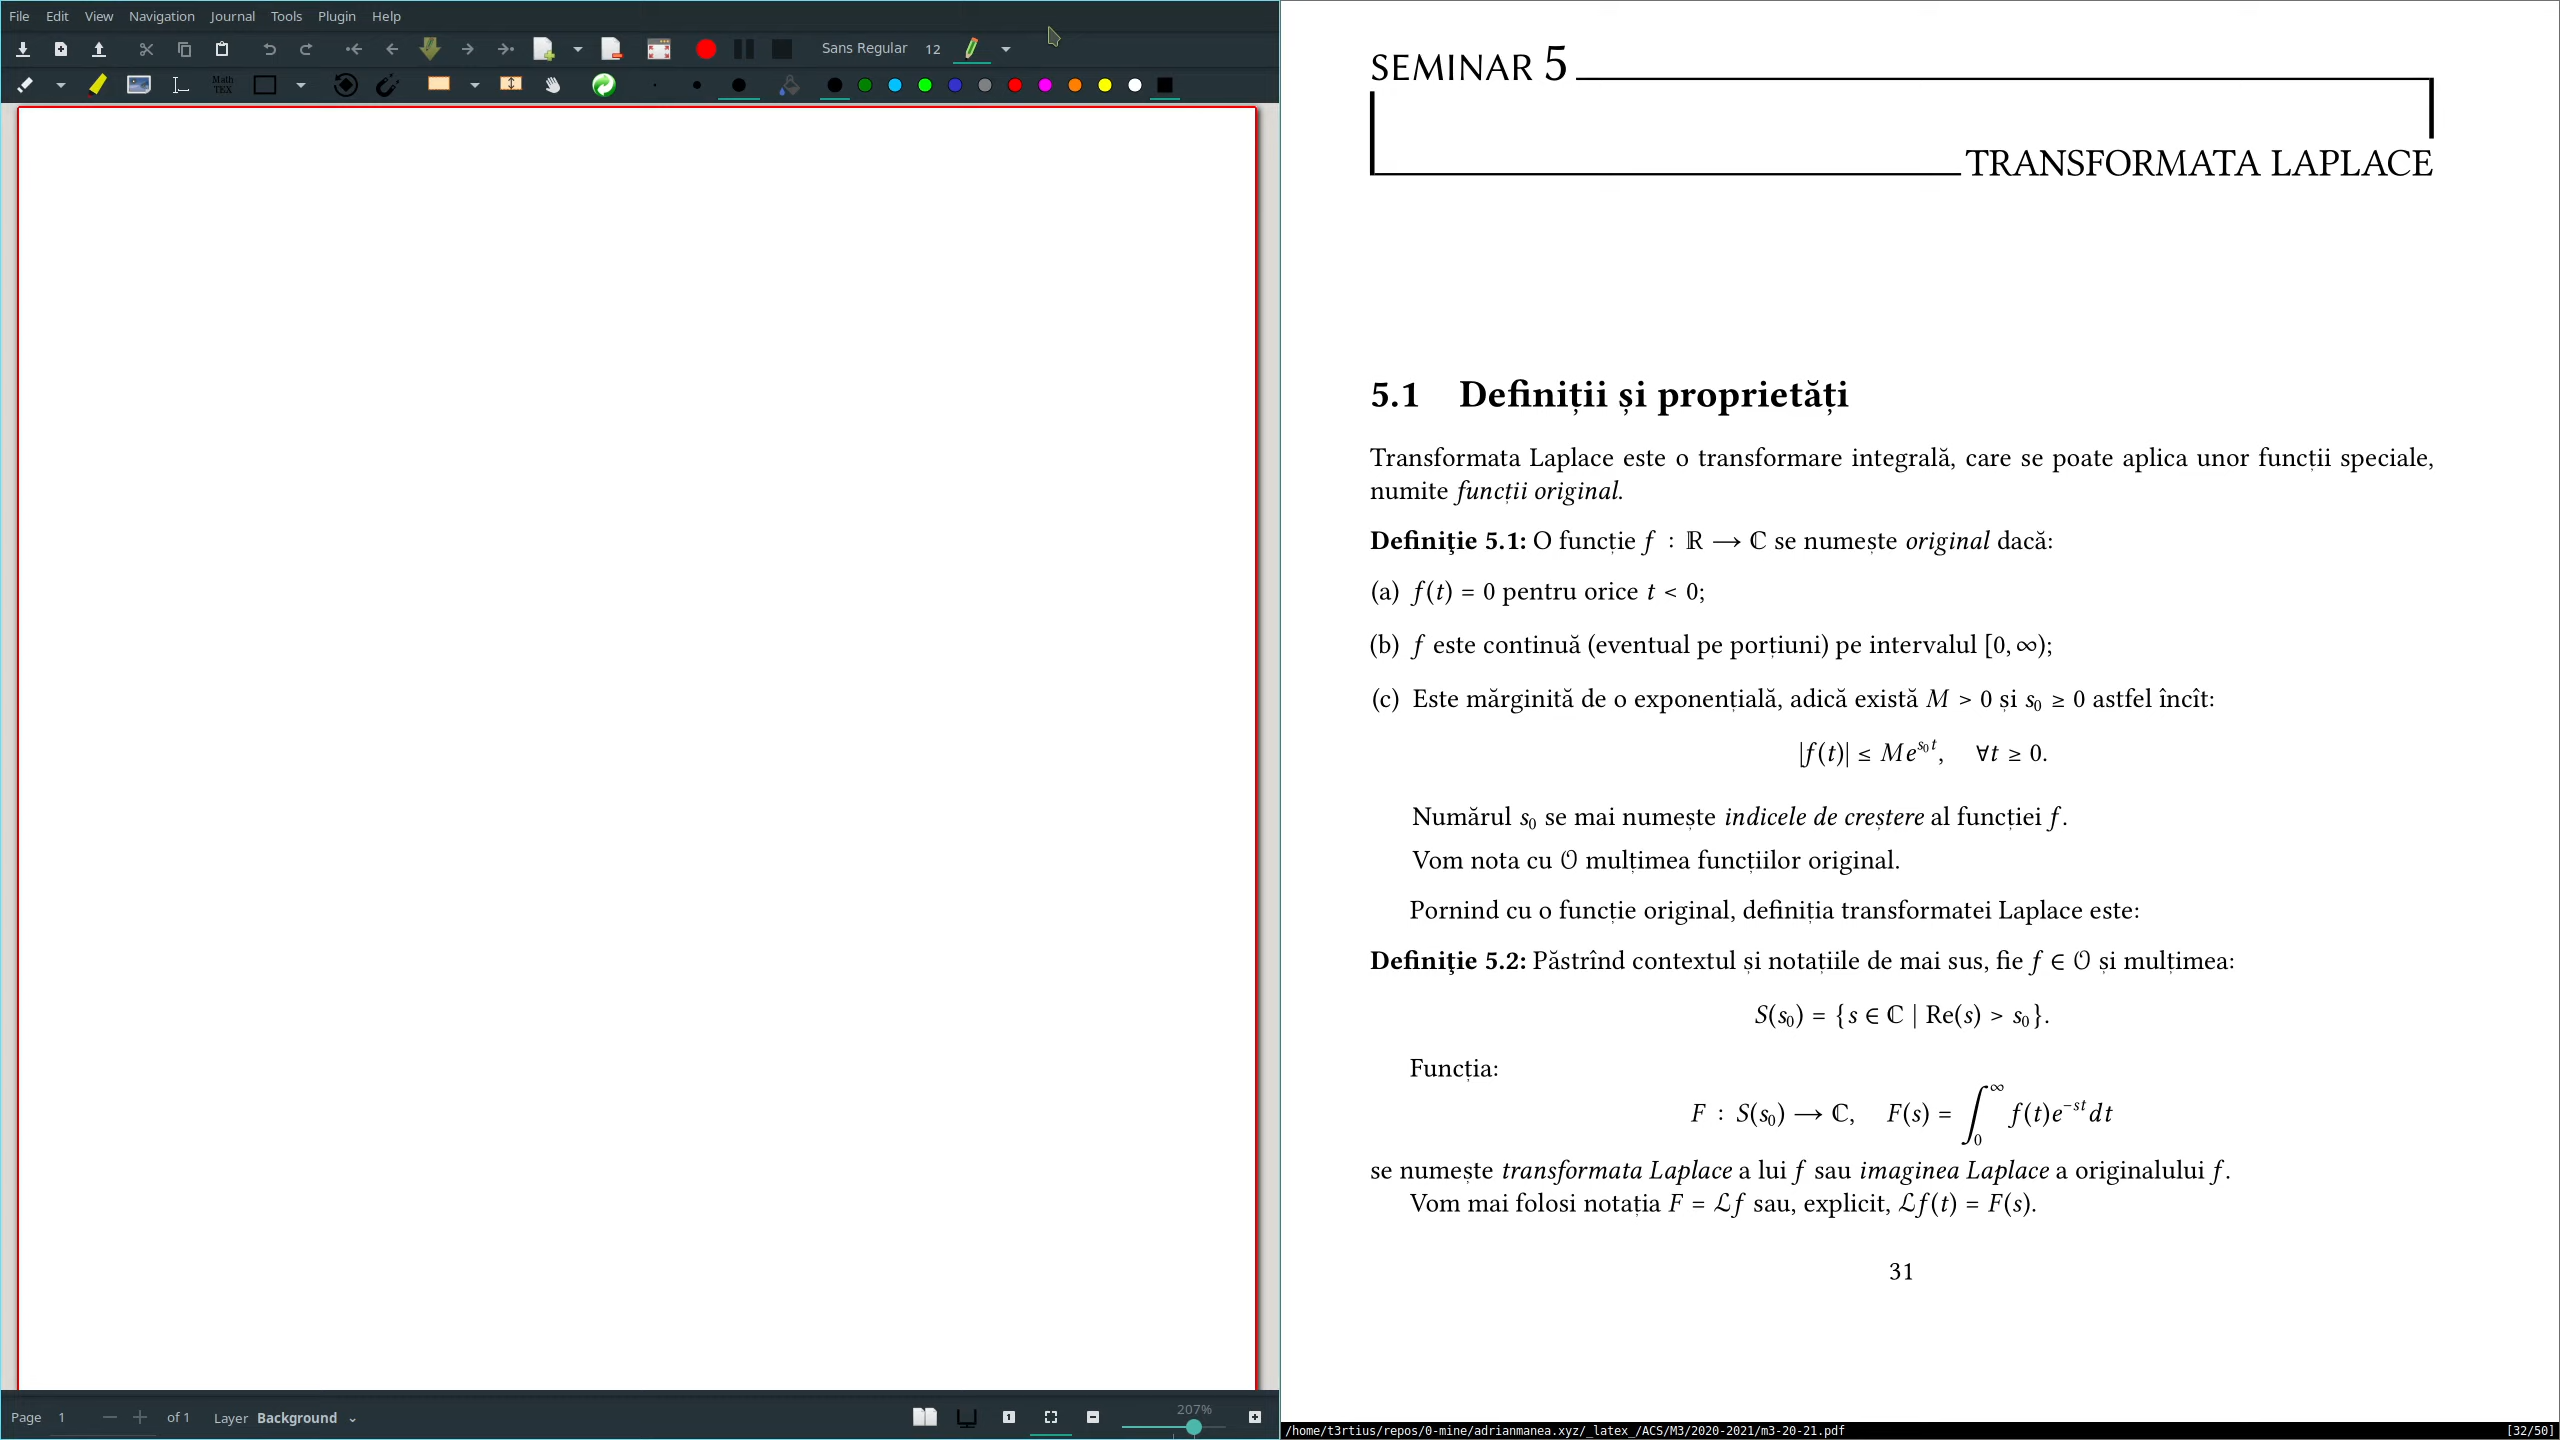 File Edit View Navigation Journal Tools Plugin Help
Sans Regular 12
Math TEX
Page 1 of 1 Layer Background 207%
SEMINAR 5
TRANSFORMATA LAPLACE
5.1 Definiții și proprietăți
Transformata Laplace este o transformare integrală, care se poate aplica unor funcții speciale,
numite funcții original.
Definiţie 5.1: O funcție f : ℝ ⟶ ℂ se numește original dacă:
(a) f(t) = 0 pentru orice t < 0;
(b) f este continuă (eventual pe porțiuni) pe intervalul [0, ∞);
(c) Este mărginită de o exponențială, adică există M > 0 și s₀ ≥ 0 astfel încît:
|f(t)| ≤ Me^{s₀t}, ∀t ≥ 0.
Numărul s₀ se mai numește indicele de creștere al funcției f.
Vom nota cu 𝒪 mulțimea funcțiilor original.
Pornind cu o funcție original, definiția transformatei Laplace este:
Definiţie 5.2: Păstrînd contextul și notațiile de mai sus, fie f ∈ 𝒪 și mulțimea:
S(s₀) = {s ∈ ℂ | Re(s) > s₀}.
Funcția:
F : S(s₀) ⟶ ℂ, F(s) = ∫₀^∞ f(t)e^{−st}dt
se numește transformata Laplace a lui f sau imaginea Laplace a originalului f.
Vom mai folosi notația F = ℒf sau, explicit, ℒf(t) = F(s).
31
/home/t3rtius/repos/0-mine/adrianmanea.xyz/_latex_/ACS/M3/2020-2021/m3-20-21.pdf [32/50]